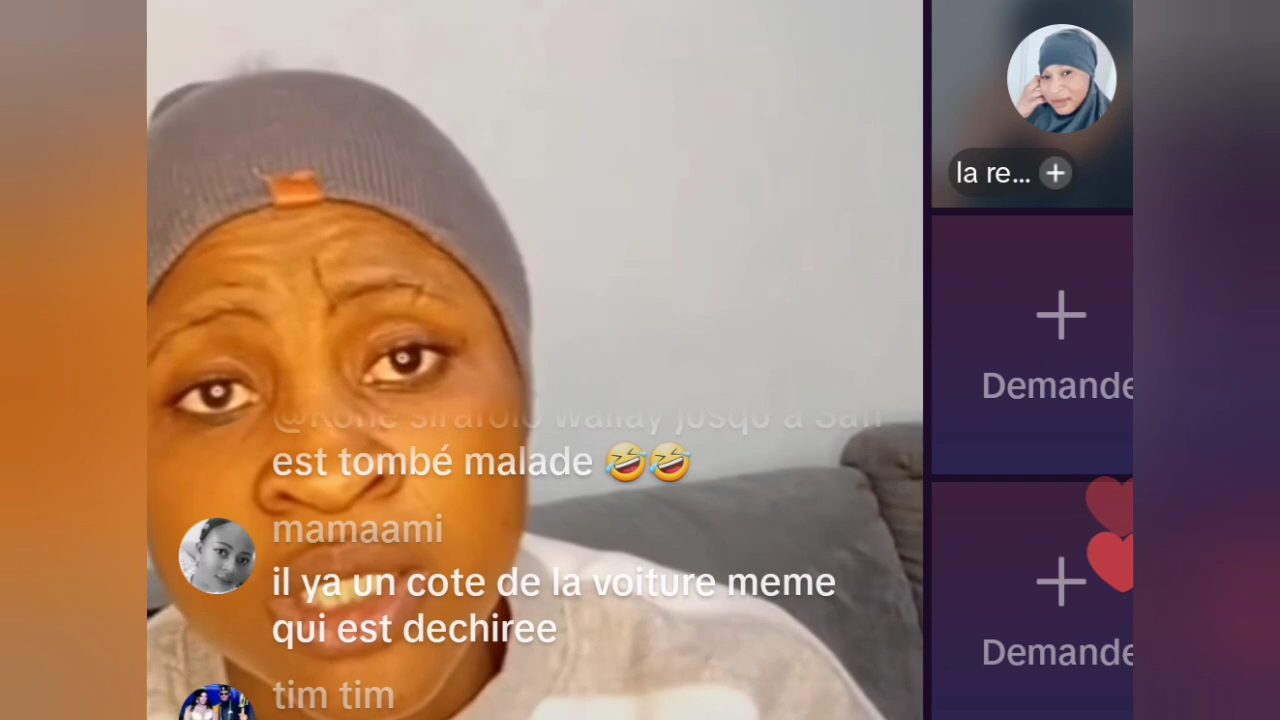 la re...
Demande
Demande
est tombé malade 🤣🤣
mamaami
il ya un cote de la voiture meme
qui est dechiree
tim tim